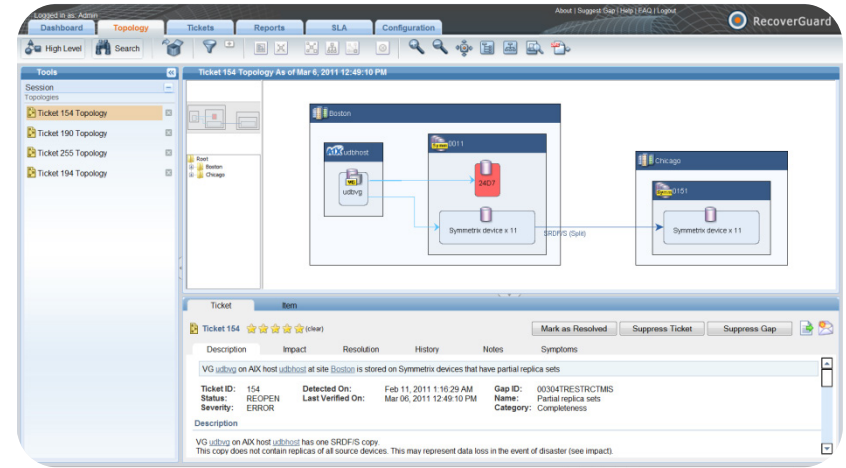 Logged in as: Admin
About | Suggest Gap | Help | FAQ | Logout
RecoverGuard
Dashboard
Topology
Tickets
Reports
SLA
Configuration
High Level
Search
Tools
Session
Topologies
Ticket 154 Topology
Ticket 190 Topology
Ticket 255 Topology
Ticket 194 Topology
Ticket 154 Topology As of Mar 6, 2011 12:49:10 PM
Root
Boston
Chicago
Boston
AIX udbhost
VG
udbvg
0011
24D7
Symmetrix device x 11
SRDF/S (Split)
Chicago
0151
Symmetrix device x 11
Ticket
Item
Ticket 154
(clear)
Mark as Resolved
Suppress Ticket
Suppress Gap
Description
Impact
Resolution
History
Notes
Symptoms
VG udbvg on AIX host udbhost at site Boston is stored on Symmetrix devices that have partial replica sets
Ticket ID: 154 Detected On: Feb 11, 2011 1:16:29 AM Gap ID: 00304TRESTRCTMIS
Status: REOPEN Last Verified On: Mar 06, 2011 12:49:10 PM Name: Partial replica sets
Severity: ERROR Category: Completeness
Description
VG udbvg on AIX host udbhost has one SRDF/S copy.
This copy does not contain replicas of all source devices. This may represent data loss in the event of disaster (see impact).